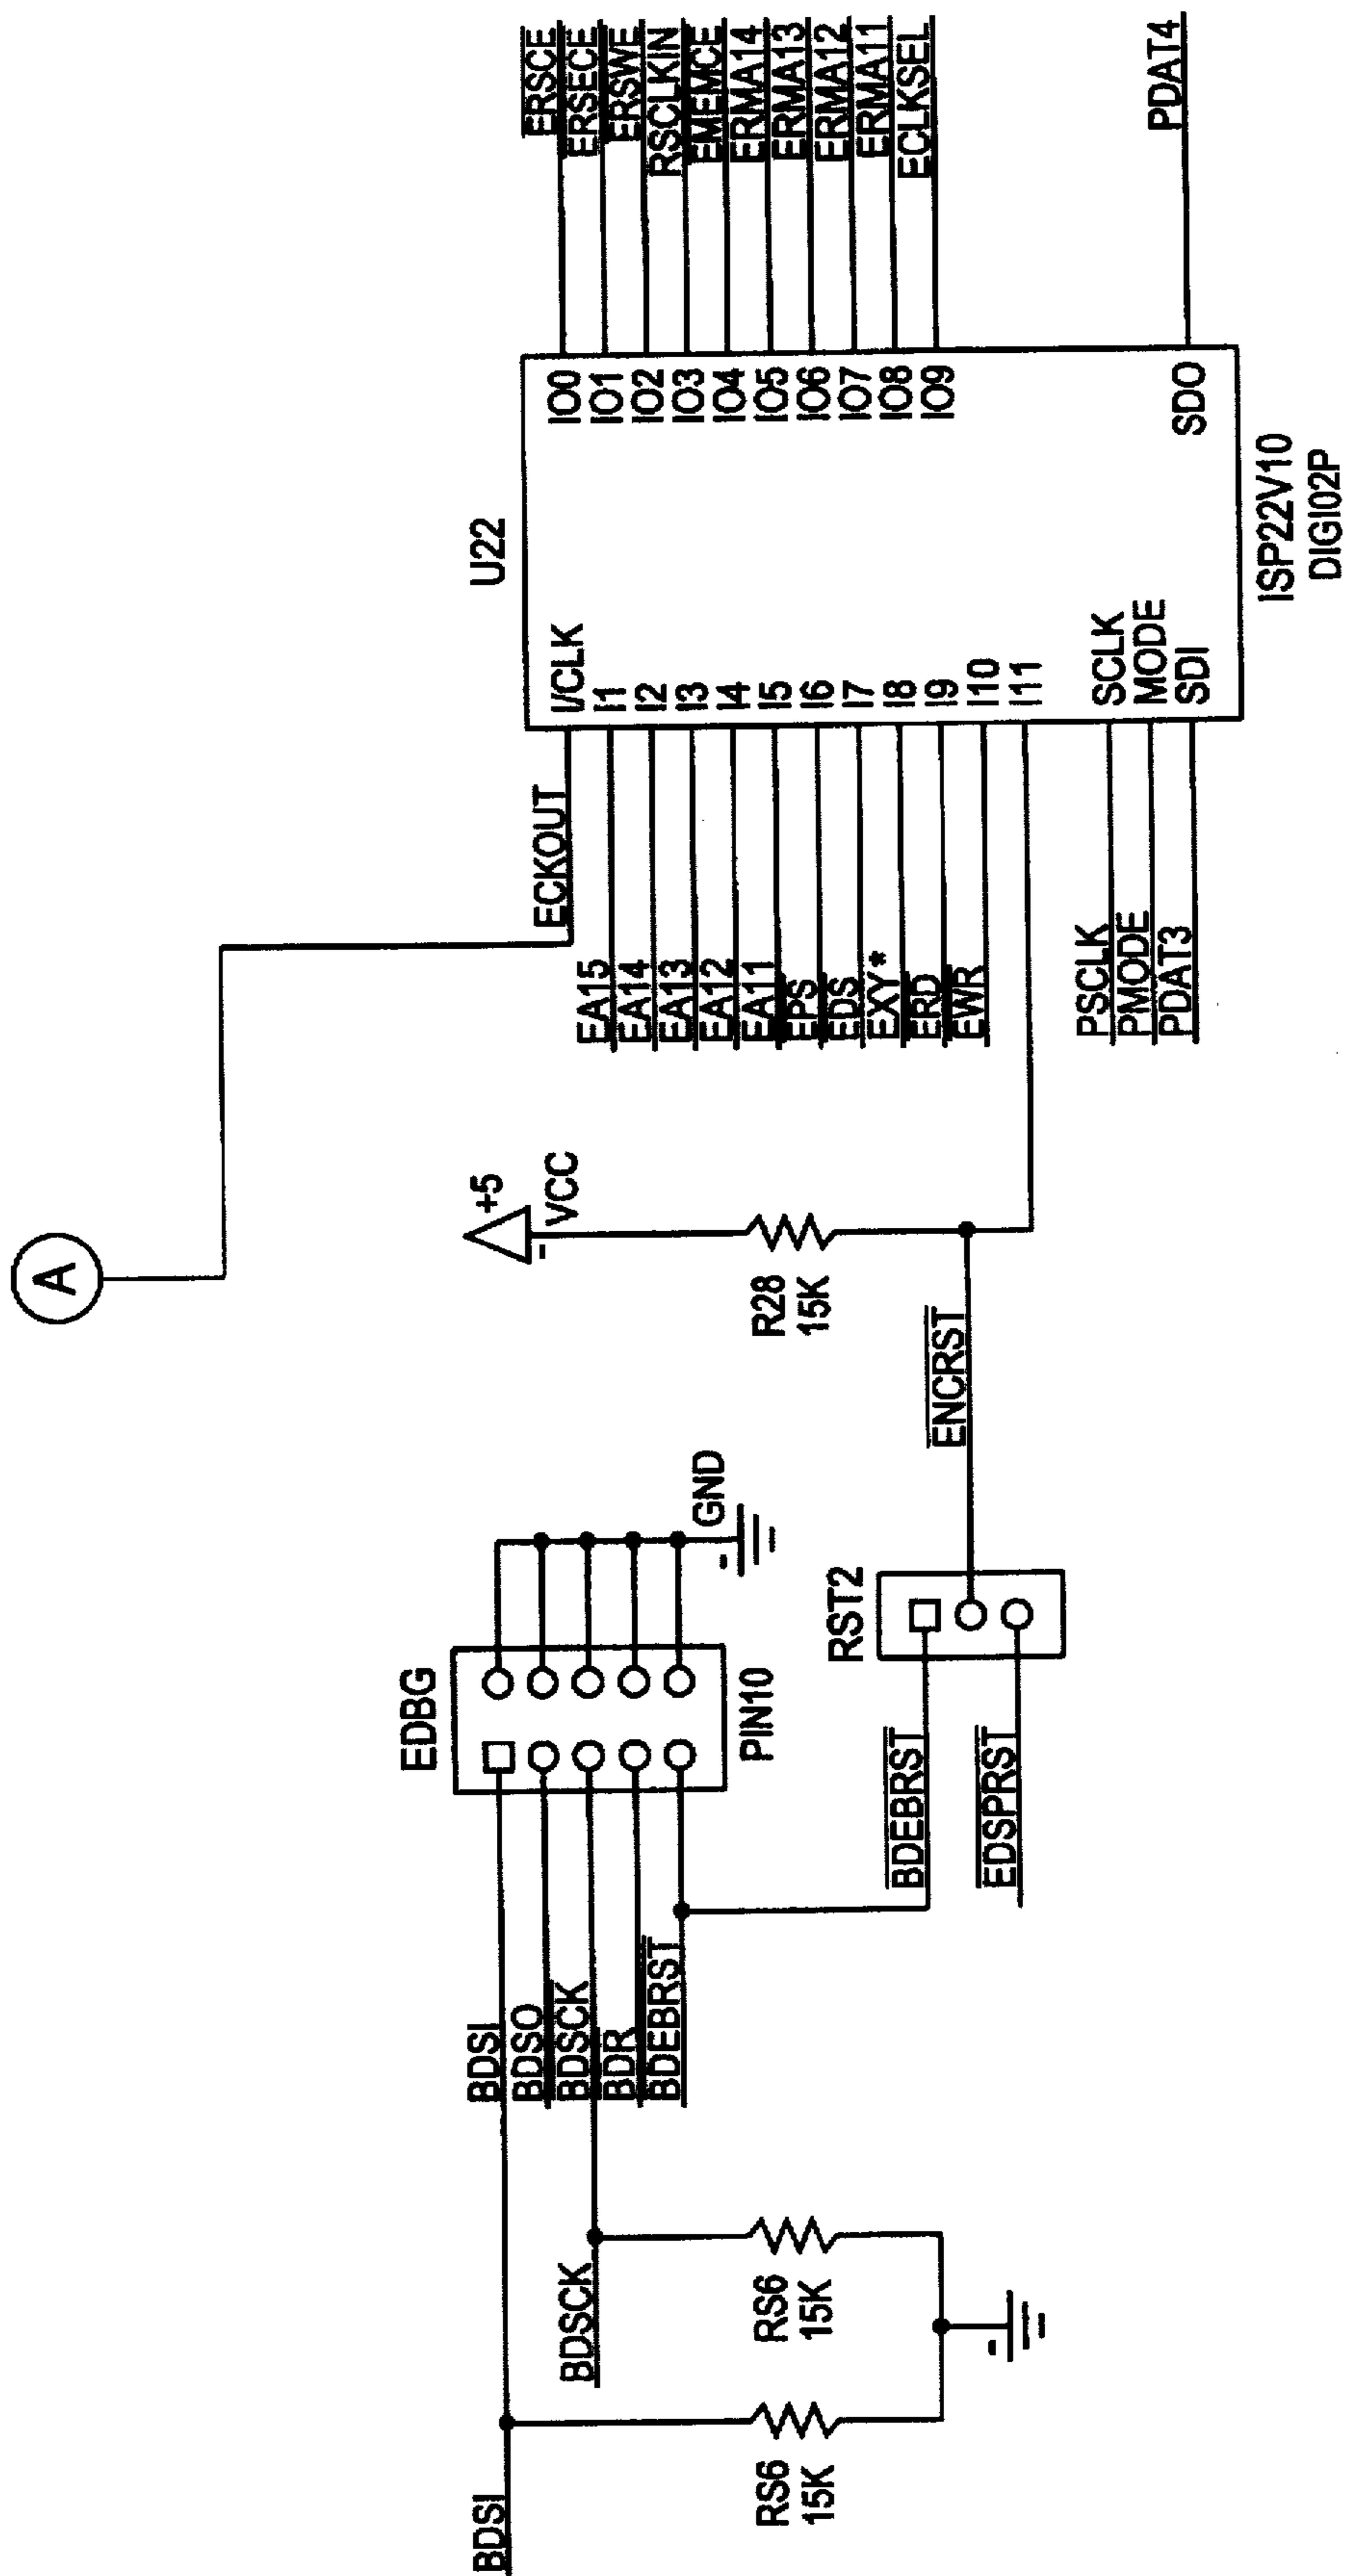 A
BDSI
BDSCK
RS6
15K
RS6
15K
BDSI
BDSO
BDSCK
BDR
BDEBRST
EDBG
PIN10
GND
BDEBRST
EDSPRST
RST2
ENCRST
+5
VCC
R28
15K
ECKOUT
EA15
EA14
EA13
EA12
EA11
EPS
EDS
EXY*
ERD
EWR
PSCLK
PMODE
PDAT3
U22
I/CLK
I1
I2
I3
I4
I5
I6
I7
I8
I9
I10
I11
SCLK
MODE
SDI
IO0
IO1
IO2
IO3
IO4
IO5
IO6
IO7
IO8
IO9
SDO
ISP22V10
DIGI02P
ERSCE
ERSECE
ERSWE
RSCLKIN
EMEMCE
ERMA14
ERMA13
ERMA12
ERMA11
ECLKSEL
PDAT4